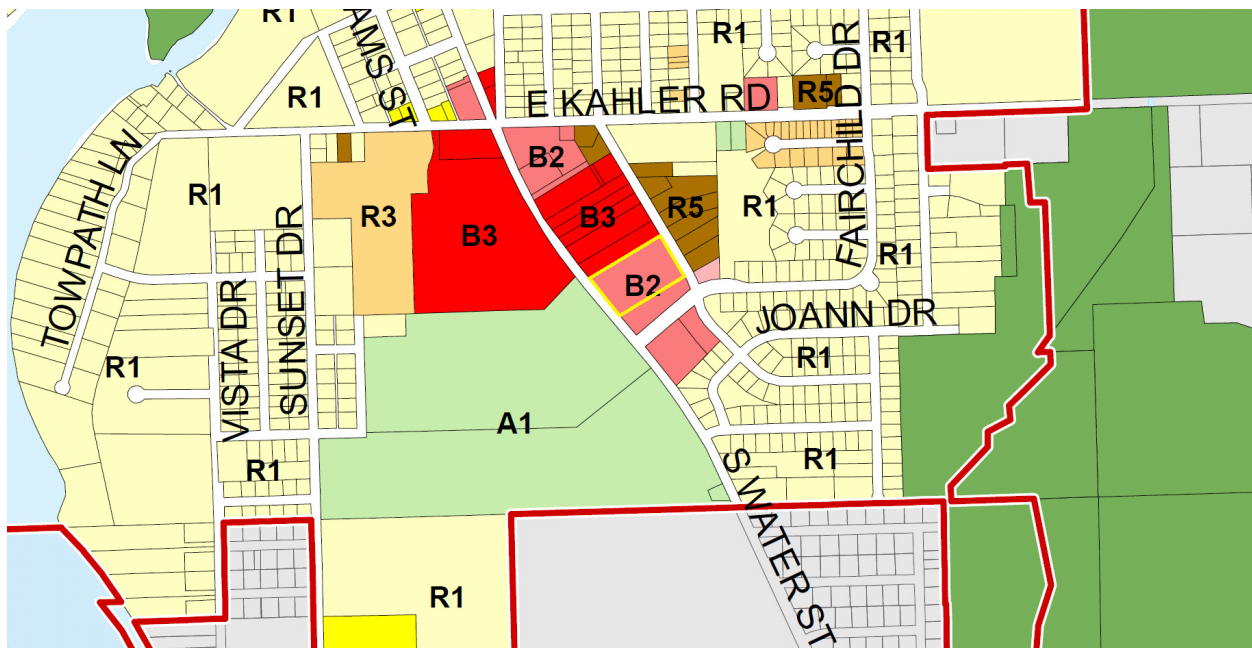 R1
R1
R1
AMS ST
R1
R5
E KAHLER RD
B2
TOWPATH LN
R1
R3
B3
B3
R5
R1
FAIRCHILD DR
R1
B2
VISTA DR
SUNSET DR
JOANN DR
R1
R1
A1
R1
R1
S WATER ST
R1